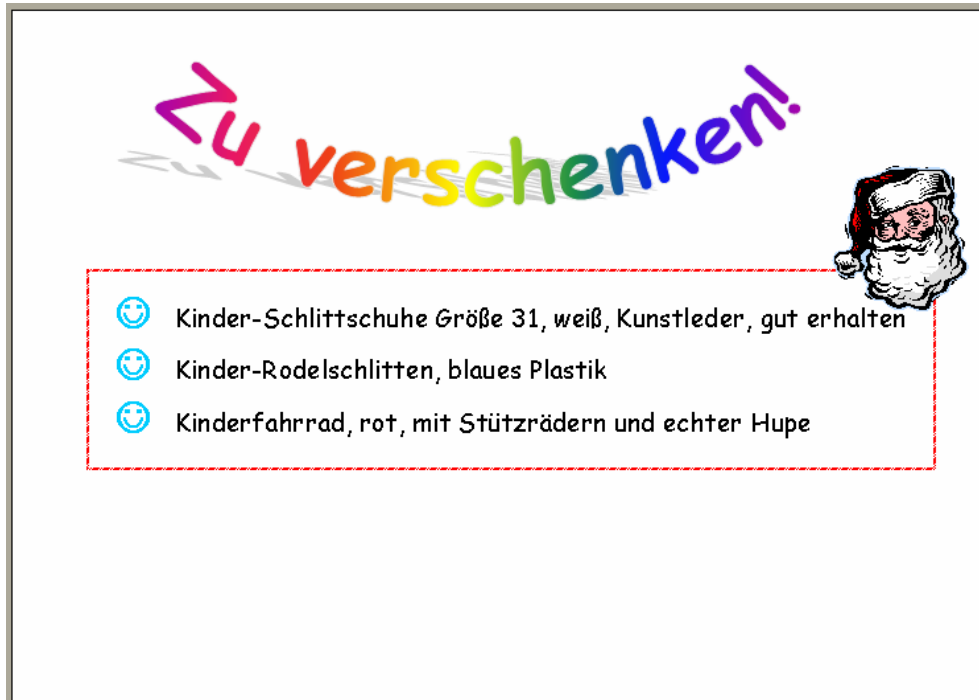 Zu verschenken!
Kinder-Schlittschuhe Größe 31, weiß, Kunstleder, gut erhalten
Kinder-Rodelschlitten, blaues Plastik
Kinderfahrrad, rot, mit Stützrädern und echter Hupe